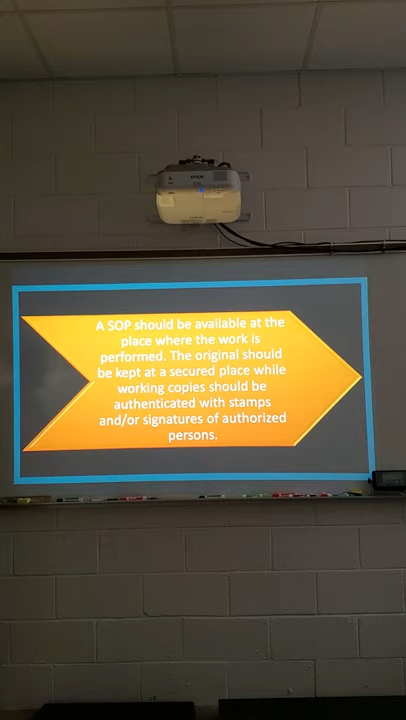 EPSON
A SOP should be available at the
place where the work is
performed. The original should
be kept at a secured place while
working copies should be
authenticated with stamps
and/or signatures of authorized
persons.